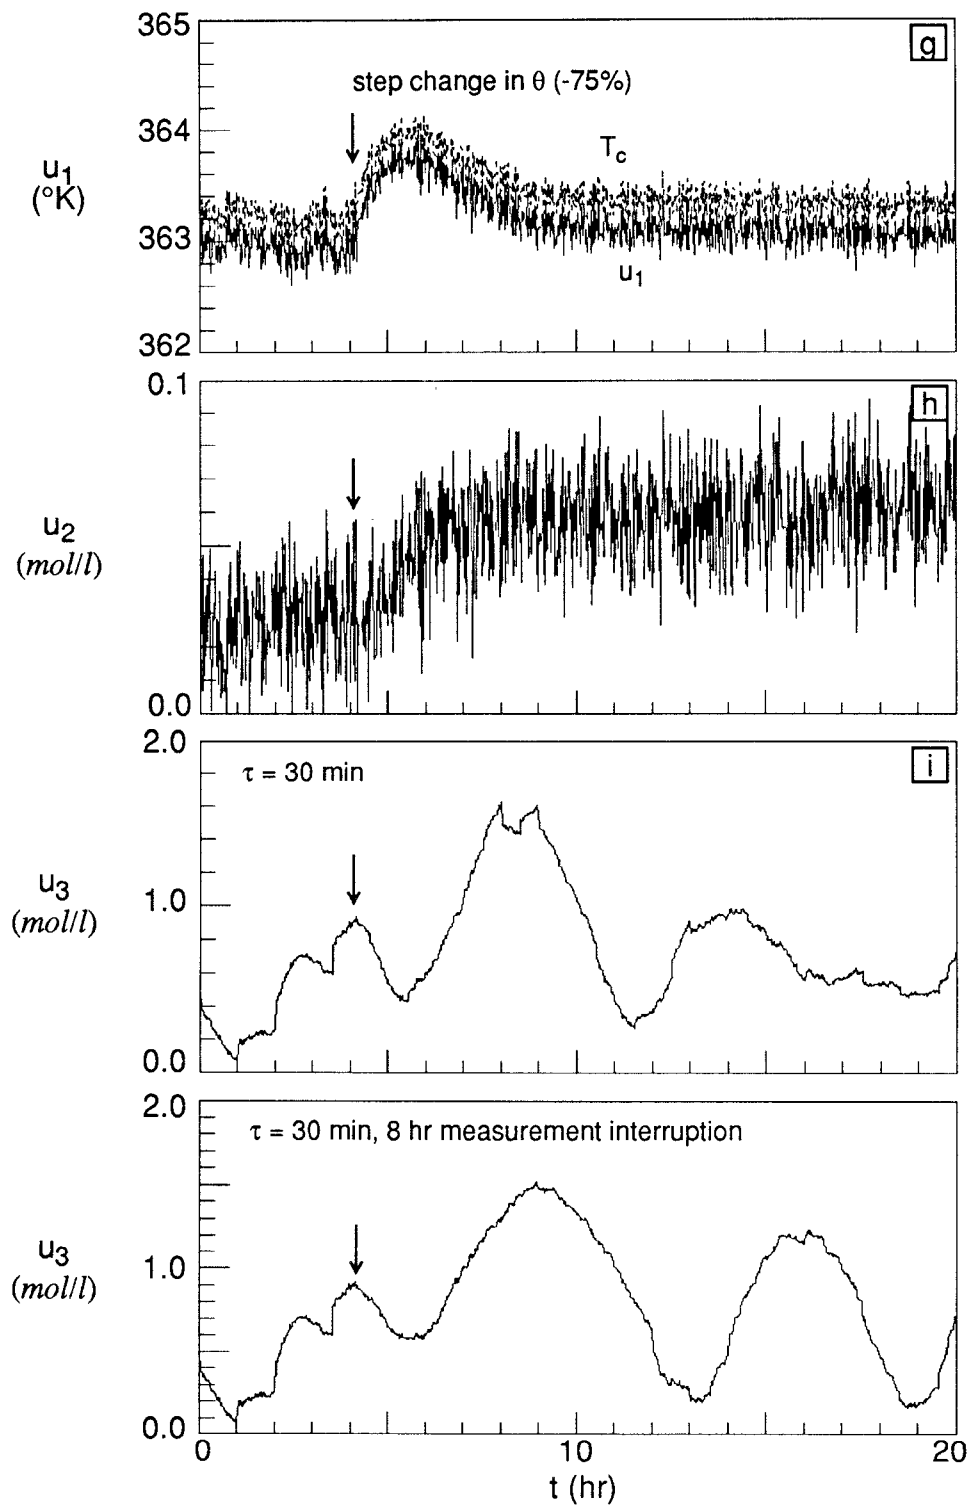 365
g
step change in θ (-75%)
364
T_c
u₁
(°K)
363
u₁
362
0.1
h
u₂
(mol/l)
0.0
2.0
τ = 30 min
i
u₃
(mol/l)
1.0
0.0
2.0
τ = 30 min, 8 hr measurement interruption
u₃
(mol/l)
1.0
0.0
0
10
20
t (hr)